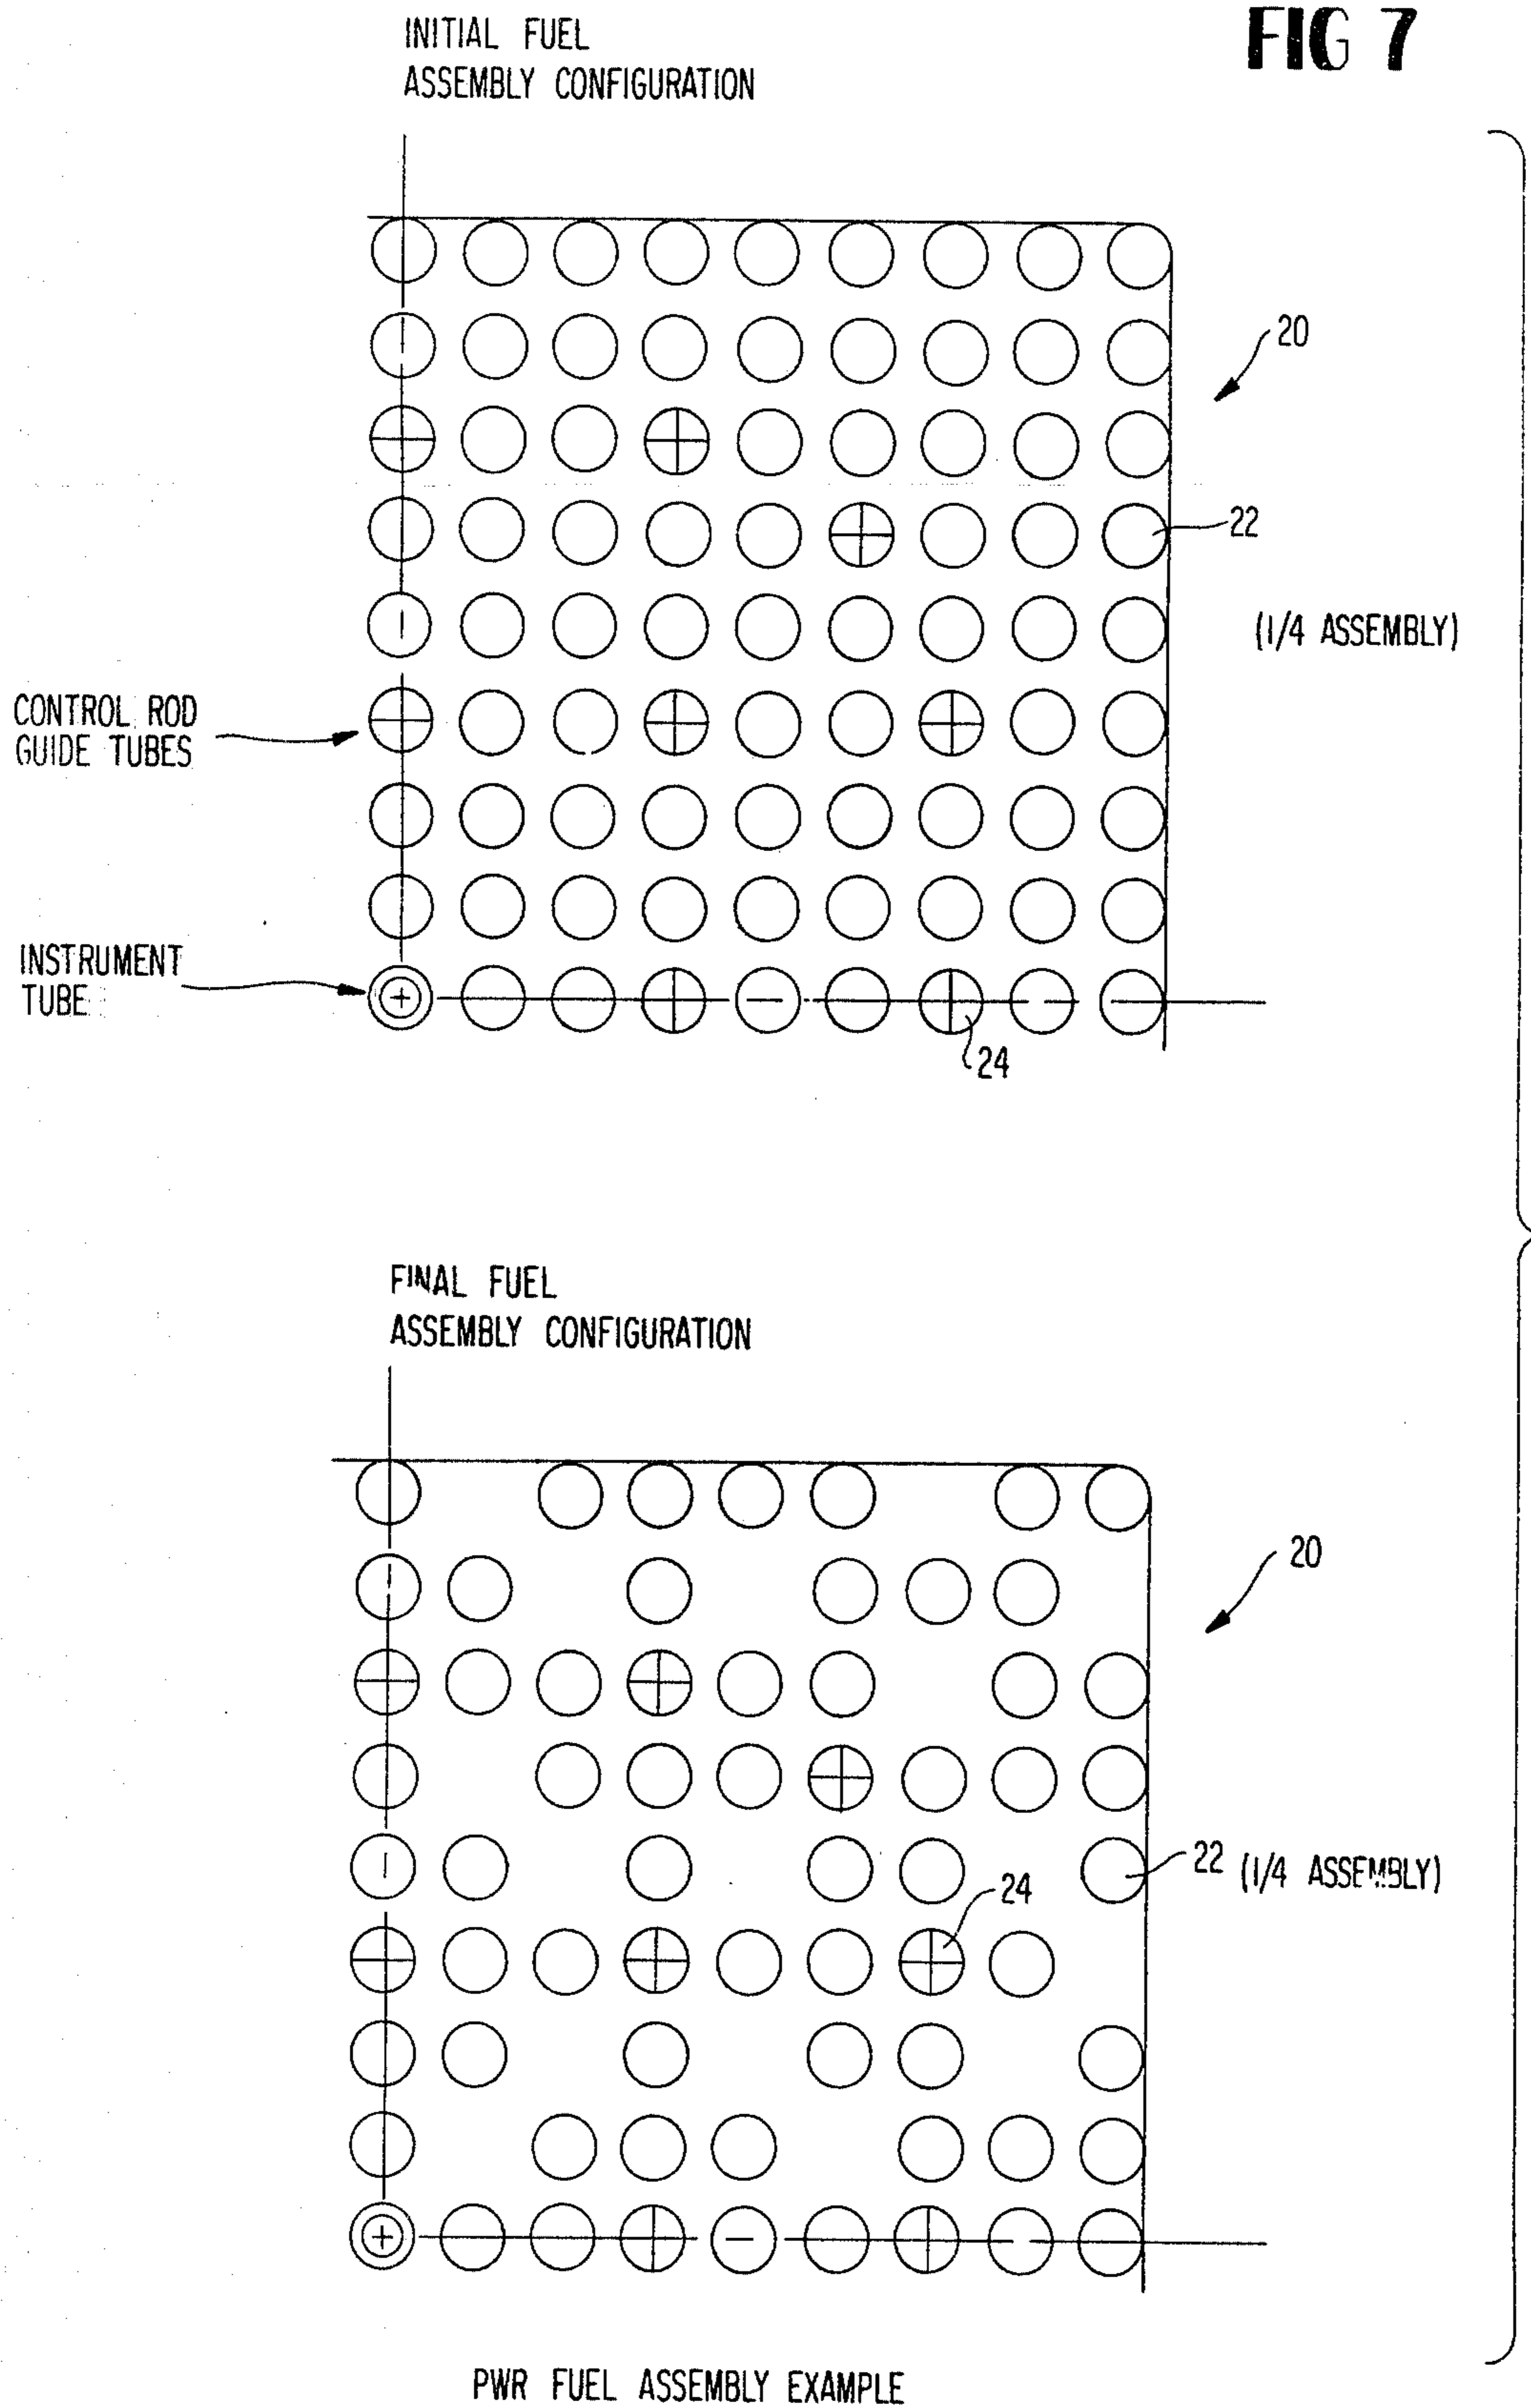 FIG 7
INITIAL FUEL
ASSEMBLY CONFIGURATION
20
22
(1/4 ASSEMBLY)
CONTROL ROD
GUIDE TUBES
INSTRUMENT
TUBE
24
FINAL FUEL
ASSEMBLY CONFIGURATION
20
22 (1/4 ASSEMBLY)
24
PWR FUEL ASSEMBLY EXAMPLE